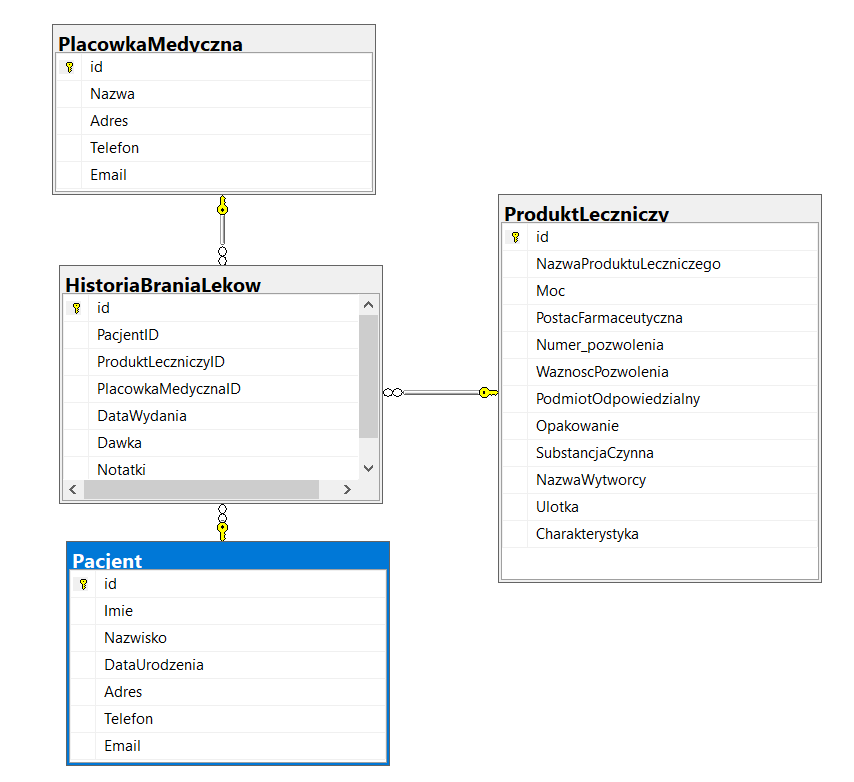 PlacowkaMedyczna
id
Nazwa
Adres
Telefon
Email
HistoriaBraniaLekow
id
PacjentID
ProduktLeczniczyID
PlacowkaMedycznaID
DataWydania
Dawka
Notatki
ProduktLeczniczy
id
NazwaProduktuLeczniczego
Moc
PostacFarmaceutyczna
Numer_pozwolenia
WaznoscPozwolenia
PodmiotOdpowiedzialny
Opakowanie
SubstancjaCzynna
NazwaWytworcy
Ulotka
Charakterystyka
Pacjent
id
Imie
Nazwisko
DataUrodzenia
Adres
Telefon
Email